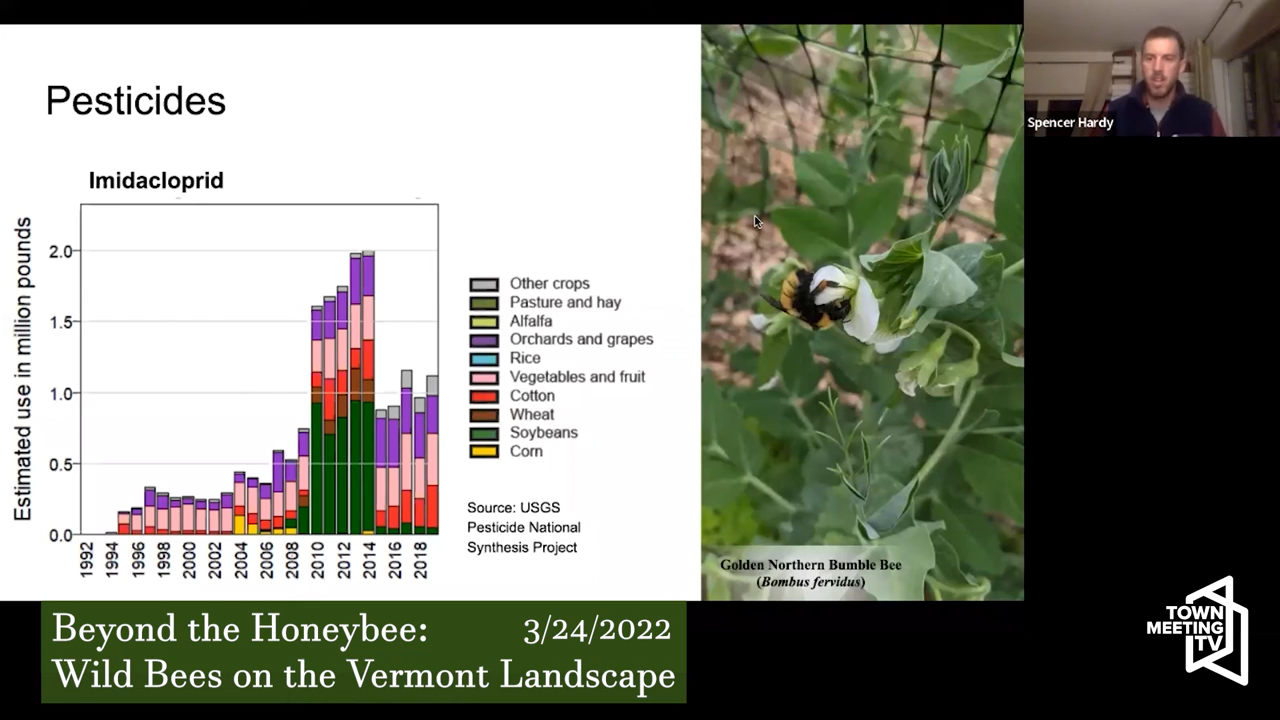 Pesticides
Imidacloprid
Estimated use in million pounds
2.0
1.5
1.0
0.5
0.0
1992
1994
1996
1998
2000
2002
2004
2006
2008
2010
2012
2014
2016
2018
Other crops
Pasture and hay
Alfalfa
Orchards and grapes
Rice
Vegetables and fruit
Cotton
Wheat
Soybeans
Corn
Source: USGS
Pesticide National
Synthesis Project
Golden Northern Bumble Bee
(Bombus fervidus)
Spencer Hardy
Beyond the Honeybee: 3/24/2022
Wild Bees on the Vermont Landscape
TOWN
MEETING
TV